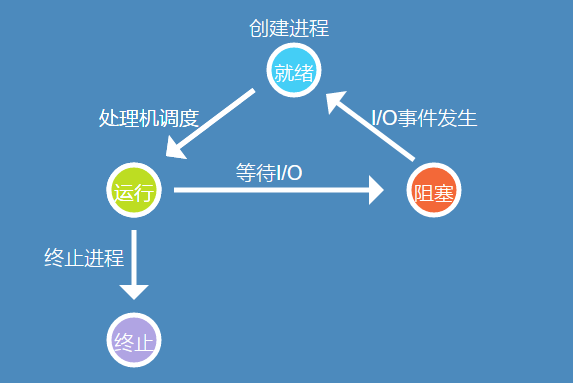 创建进程
就绪
处理机调度
I/O事件发生
等待I/O
运行
阻塞
终止进程
终止